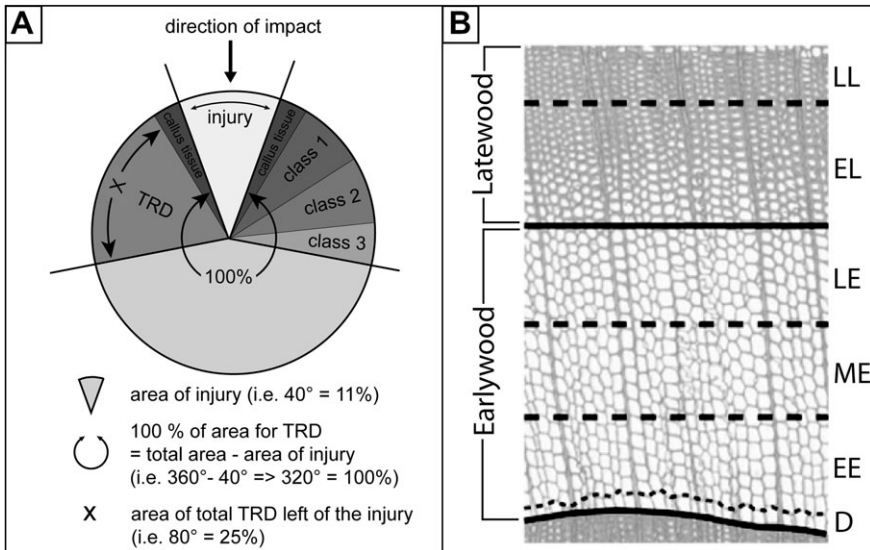 A
direction of impact
injury
callus tissue
callus tissue
class 1
class 2
class 3
X
TRD
100%
area of injury (i.e. 40° = 11%)
100 % of area for TRD
= total area - area of injury
(i.e. 360°- 40° => 320° = 100%)
X area of total TRD left of the injury
(i.e. 80° = 25%)
B
Latewood
Earlywood
LL
EL
LE
ME
EE
D